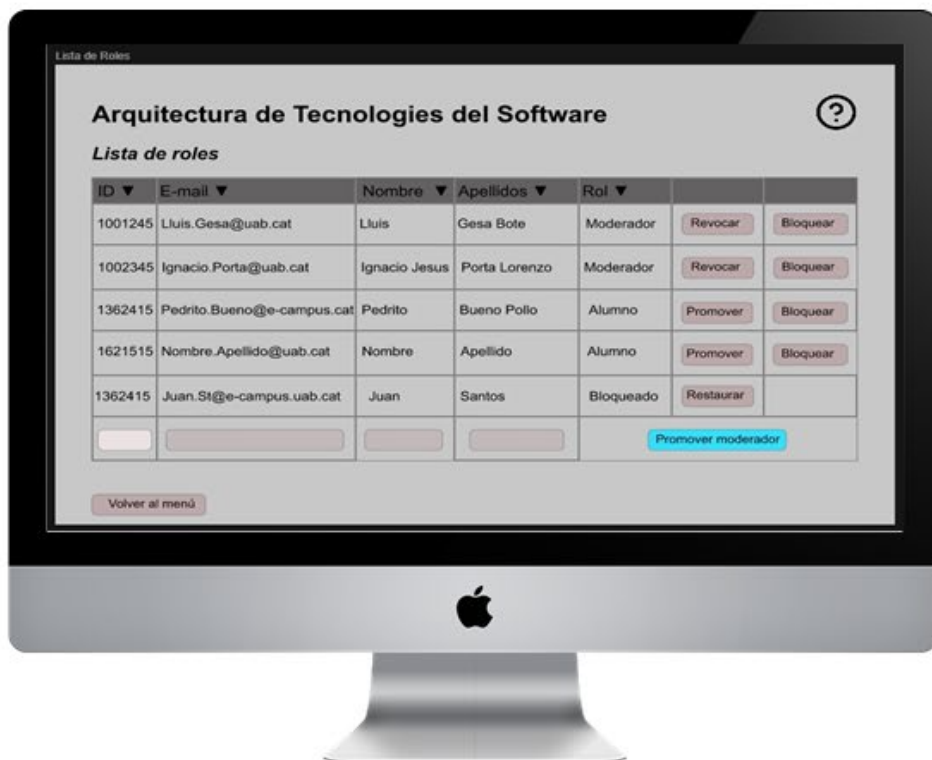 Lista de Roles
Arquitectura de Tecnologies del Software
?
Lista de roles
ID ▼ E-mail ▼ Nombre ▼ Apellidos ▼ Rol ▼
1001245 Lluis.Gesa@uab.cat Lluis Gesa Bote Moderador Revocar Bloquear
1002345 Ignacio.Porta@uab.cat Ignacio Jesus Porta Lorenzo Moderador Revocar Bloquear
1362415 Pedrito.Bueno@e-campus.cat Pedrito Bueno Pollo Alumno Promover Bloquear
1621515 Nombre.Apellido@uab.cat Nombre Apellido Alumno Promover Bloquear
1362415 Juan.St@e-campus.uab.cat Juan Santos Bloqueado Restaurar
Promover moderador
Volver al menú